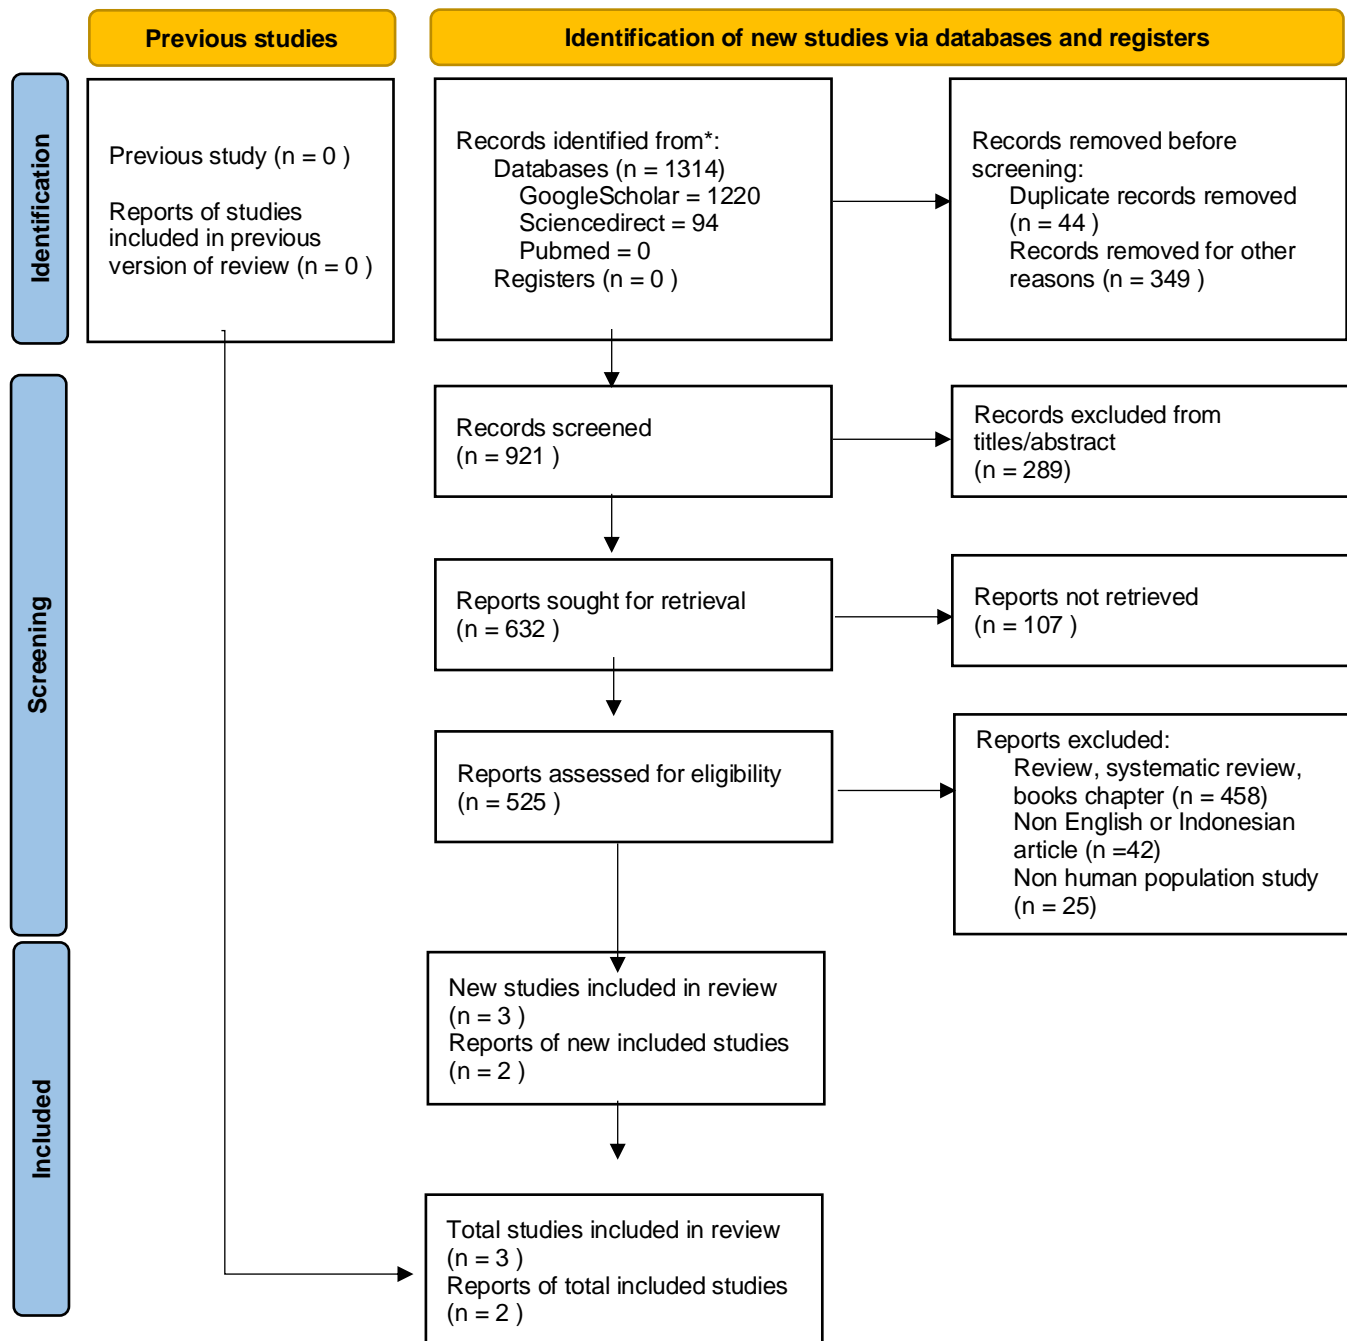 Previous studies
Identification of new studies via databases and registers
Identification
Previous study (n = 0 )
Reports of studies
included in previous
version of review (n = 0 )
Records identified from*:
Databases (n = 1314)
GoogleScholar = 1220
Sciencedirect = 94
Pubmed = 0
Registers (n = 0 )
Records removed before
screening:
Duplicate records removed
(n = 44 )
Records removed for other
reasons (n = 349 )
Screening
Records screened
(n = 921 )
Records excluded from
titles/abstract
(n = 289)
Reports sought for retrieval
(n = 632 )
Reports not retrieved
(n = 107 )
Reports assessed for eligibility
(n = 525 )
Reports excluded:
Review, systematic review,
books chapter (n = 458)
Non English or Indonesian
article (n =42)
Non human population study
(n = 25)
Included
New studies included in review
(n = 3 )
Reports of new included studies
(n = 2 )
Total studies included in review
(n = 3 )
Reports of total included studies
(n = 2 )